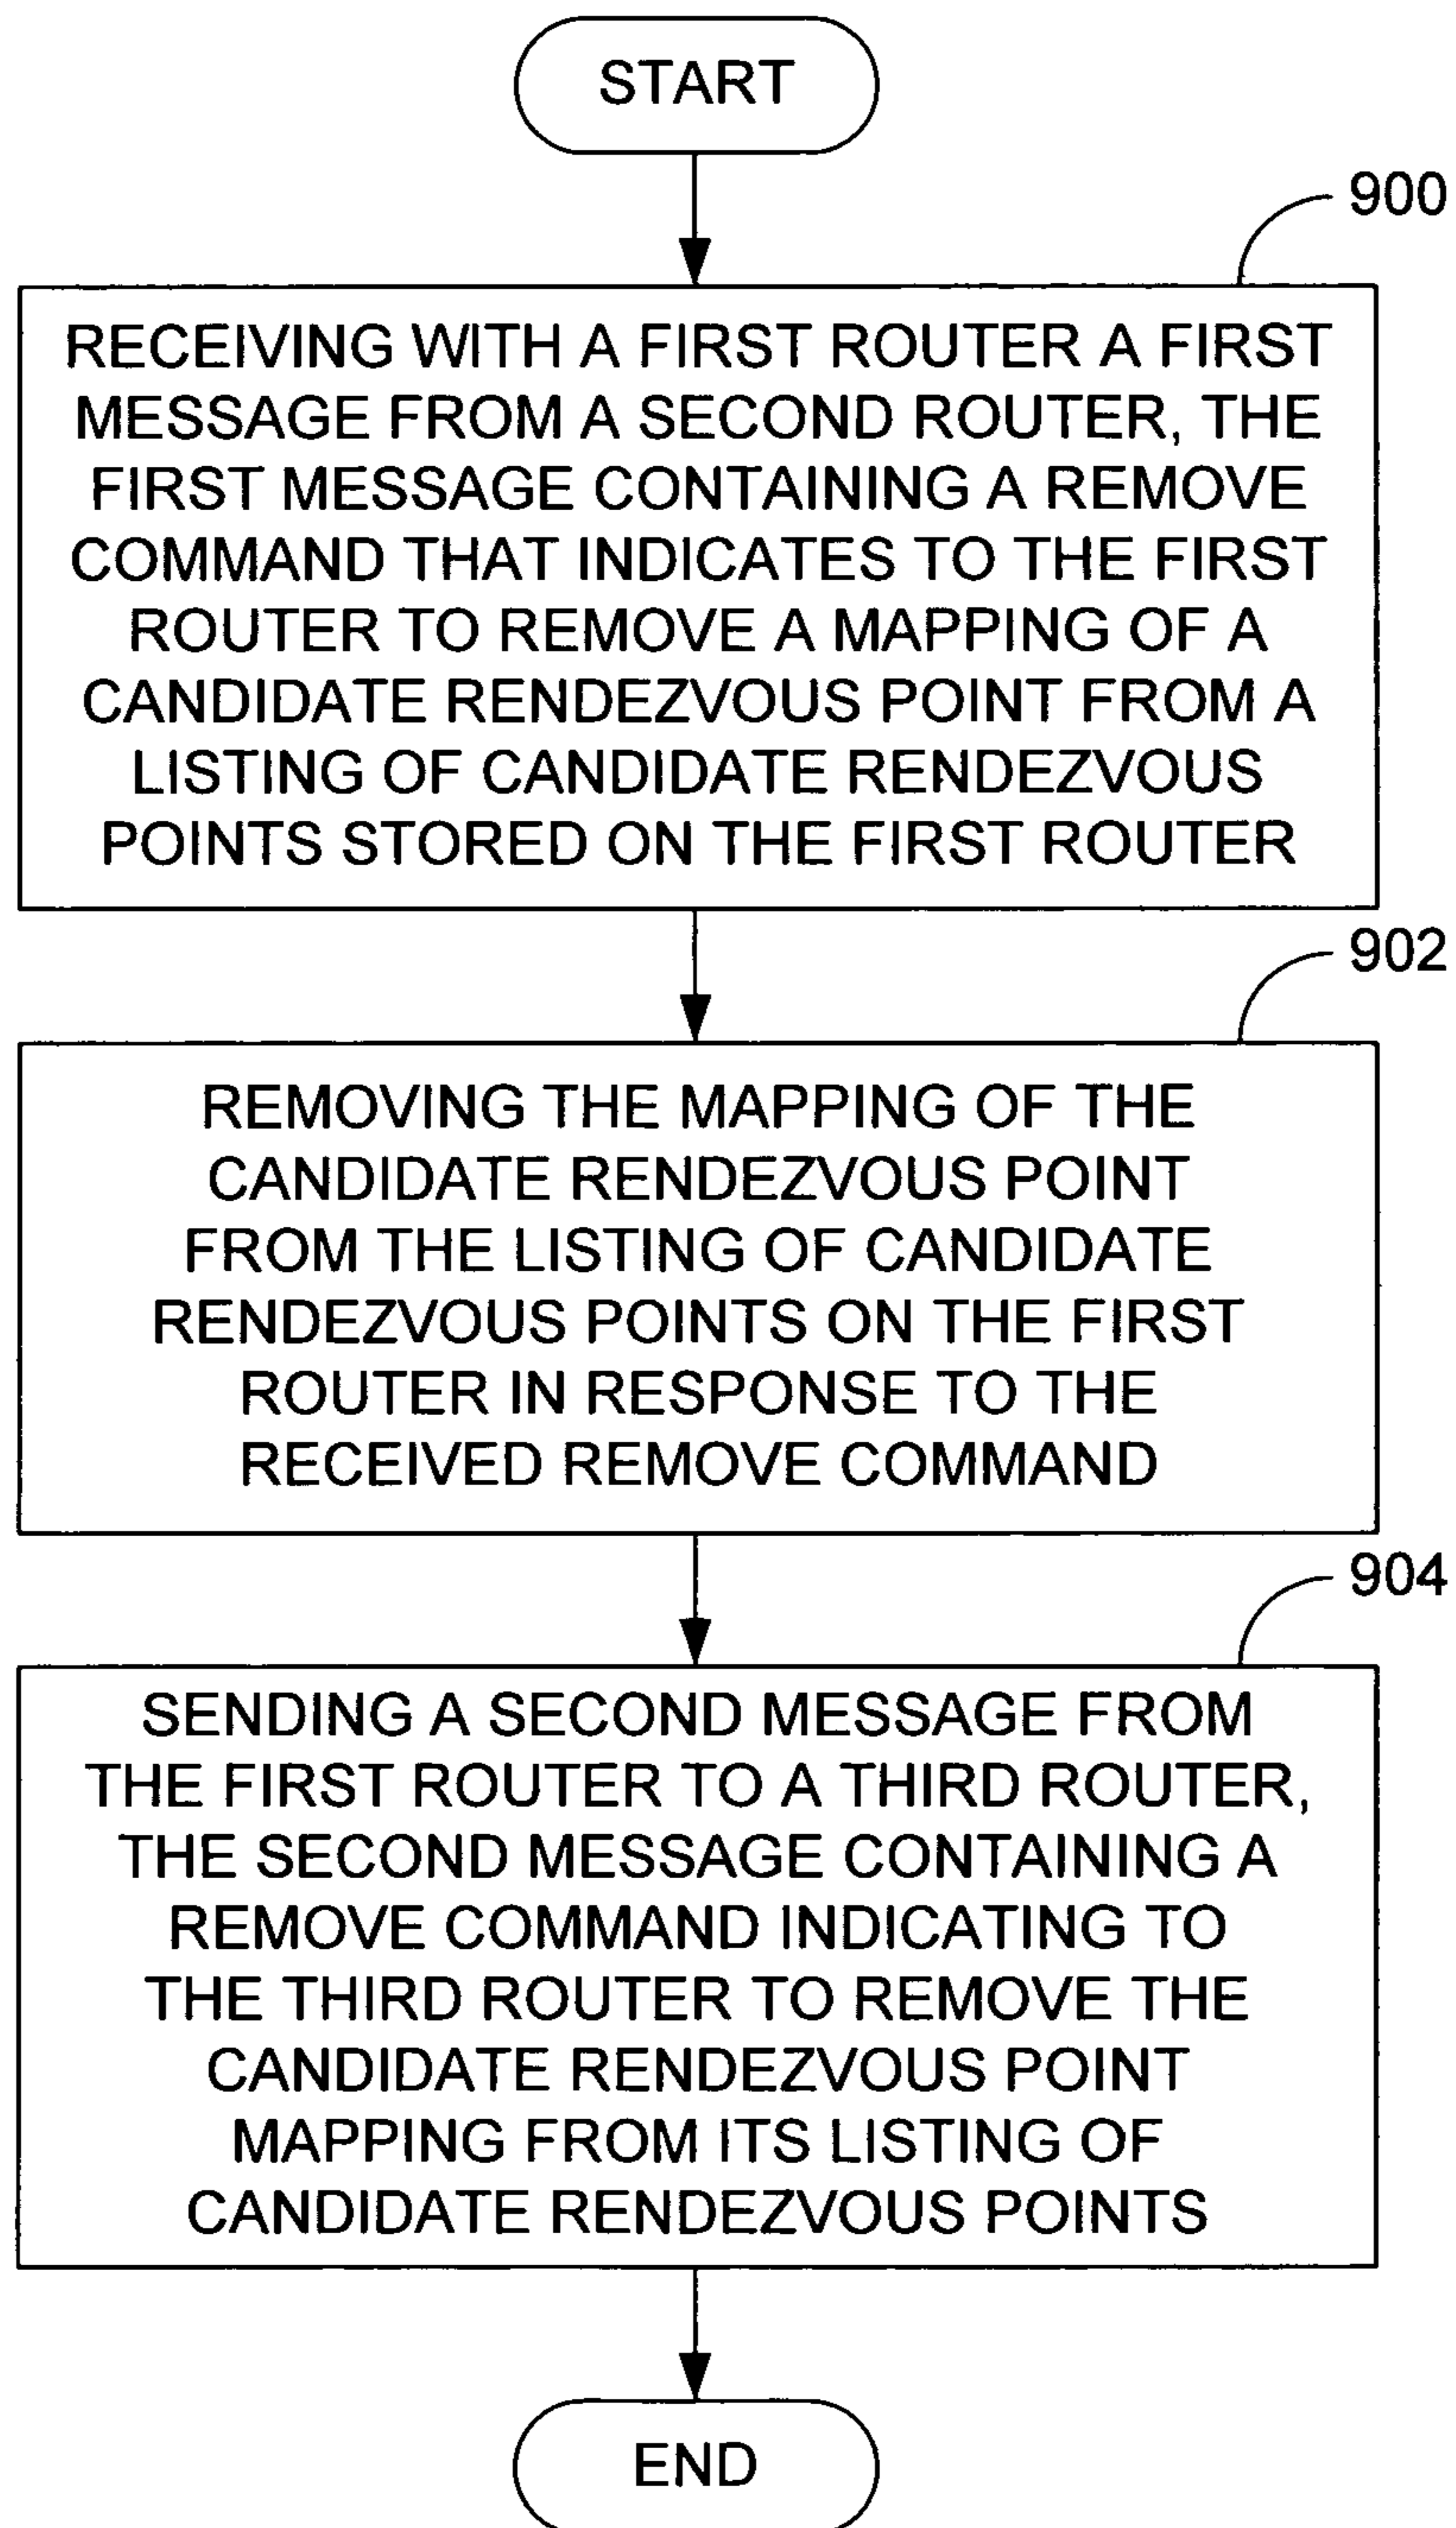 START
900
RECEIVING WITH A FIRST ROUTER A FIRST
MESSAGE FROM A SECOND ROUTER, THE
FIRST MESSAGE CONTAINING A REMOVE
COMMAND THAT INDICATES TO THE FIRST
ROUTER TO REMOVE A MAPPING OF A
CANDIDATE RENDEZVOUS POINT FROM A
LISTING OF CANDIDATE RENDEZVOUS
POINTS STORED ON THE FIRST ROUTER
902
REMOVING THE MAPPING OF THE
CANDIDATE RENDEZVOUS POINT
FROM THE LISTING OF CANDIDATE
RENDEZVOUS POINTS ON THE FIRST
ROUTER IN RESPONSE TO THE
RECEIVED REMOVE COMMAND
904
SENDING A SECOND MESSAGE FROM
THE FIRST ROUTER TO A THIRD ROUTER,
THE SECOND MESSAGE CONTAINING A
REMOVE COMMAND INDICATING TO
THE THIRD ROUTER TO REMOVE THE
CANDIDATE RENDEZVOUS POINT
MAPPING FROM ITS LISTING OF
CANDIDATE RENDEZVOUS POINTS
END